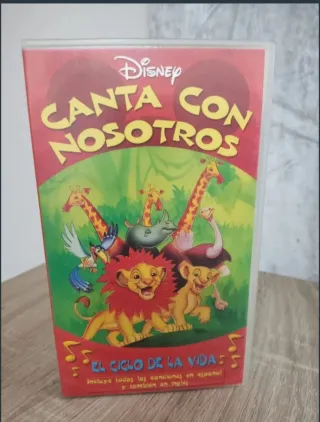 Disney
CANTA CON
NOSOTROS
EL CICLO DE LA VIDA
Incluye todas las canciones en español
y también en inglés